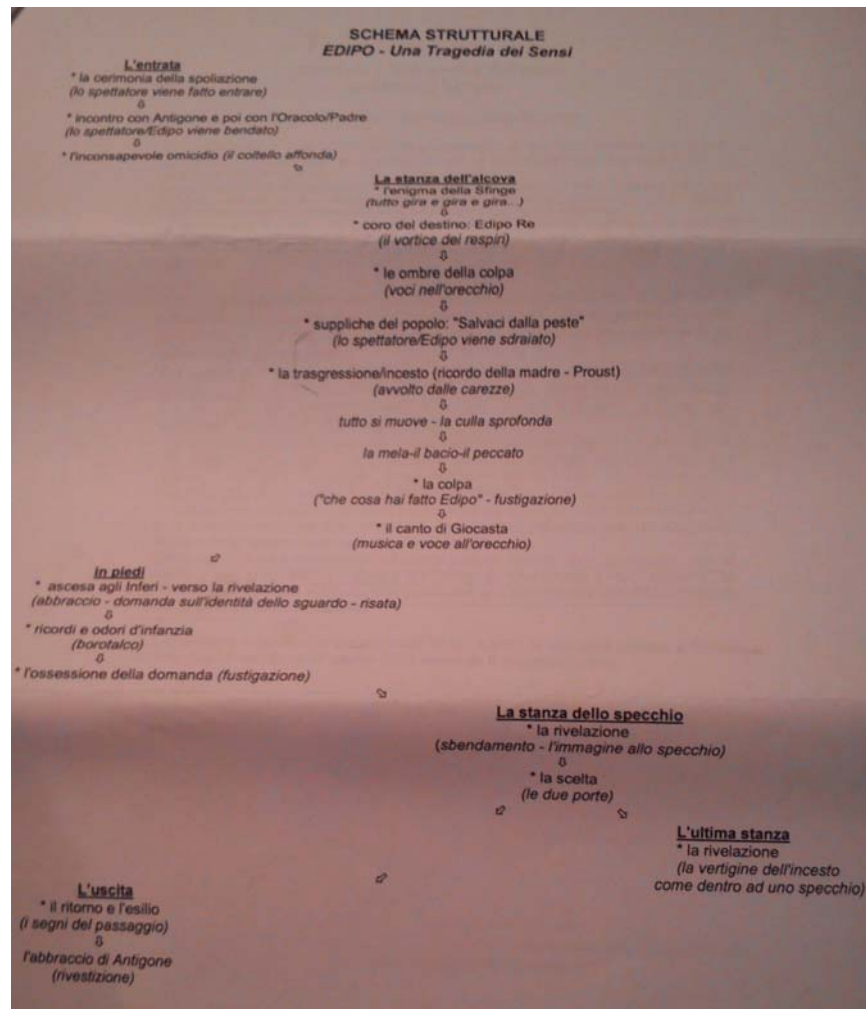 SCHEMA STRUTTURALE
EDIPO - Una Tragedia dei Sensi
L'entrata
* la cerimonia della spoliazione
(lo spettatore viene fatto entrare)
⇩
* incontro con Antigone e poi con l'Oracolo/Padre
(lo spettatore/Edipo viene bendato)
⇩
* l'inconsapevole omicidio (il coltello affonda)
La stanza dell'alcova
* l'enigma della Sfinge
(tutto gira e gira e gira...)
⇩
* coro del destino: Edipo Re
(il vortice dei respiri)
⇩
* le ombre della colpa
(voci nell'orecchio)
⇩
* suppliche del popolo: "Salvaci dalla peste"
(lo spettatore/Edipo viene sdraiato)
⇩
* la trasgressione/incesto (ricordo della madre - Proust)
(avvolto dalle carezze)
⇩
tutto si muove - la culla sprofonda
⇩
la mela-il bacio-il peccato
⇩
* la colpa
("che cosa hai fatto Edipo" - fustigazione)
⇩
* il canto di Giocasta
(musica e voce all'orecchio)
In piedi
* ascesa agli Inferi - verso la rivelazione
(abbraccio - domanda sull'identità dello sguardo - risata)
⇩
* ricordi e odori d'infanzia
(borotalco)
⇩
* l'ossessione della domanda (fustigazione)
La stanza dello specchio
* la rivelazione
(sbendamento - l'immagine allo specchio)
⇩
* la scelta
(le due porte)
L'ultima stanza
* la rivelazione
(la vertigine dell'incesto
come dentro ad uno specchio)
L'uscita
* il ritorno e l'esilio
(i segni del passaggio)
⇩
l'abbraccio di Antigone
(rivestizione)